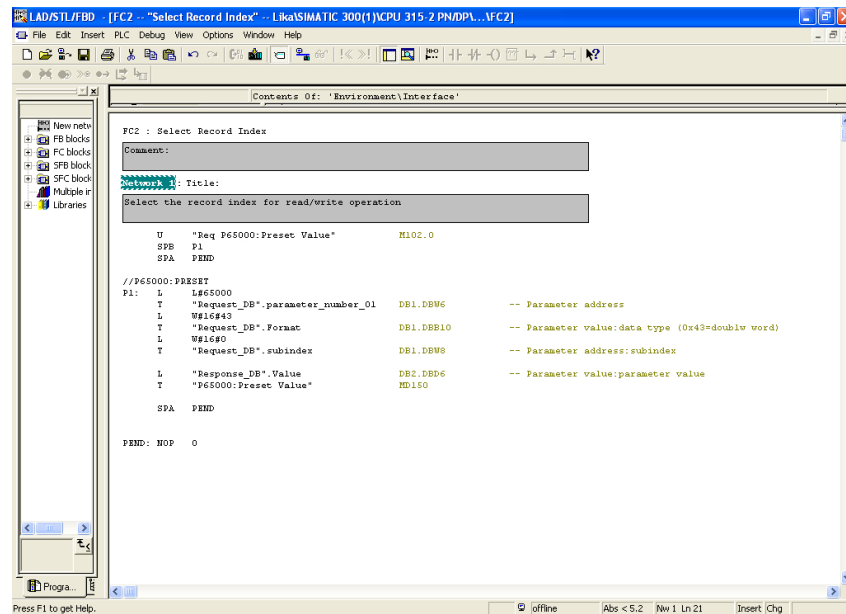 LAD/STL/FBD - [FC2 -- "Select Record Index" -- Lika\SIMATIC 300(1)\CPU 315-2 PN/DP\...\FC2]
File Edit Insert PLC Debug View Options Window Help
Contents Of: 'Environment\Interface'
New netw
FB blocks
FC blocks
SFB block
SFC block
Multiple ir
Libraries
FC2 : Select Record Index
Comment:
Network 1: Title:
Select the record index for read/write operation
U "Req P65000:Preset Value" M102.0
SPB P1
SPA PEND
//P65000:PRESET
P1: L L#65000
T "Request_DB".parameter_number_01 DB1.DBW6 -- Parameter address
L W#16#43
T "Request_DB".Format DB1.DBB10 -- Parameter value:data type (0x43=doublw word)
L W#16#0
T "Request_DB".subindex DB1.DBW8 -- Parameter address:subindex
L "Response_DB".Value DB2.DBD6 -- Parameter value:parameter value
T "P65000:Preset Value" MD150
SPA PEND
PEND: NOP 0
Progra...
Press F1 to get Help. offline Abs < 5.2 Nw 1 Ln 21 Insert Chg